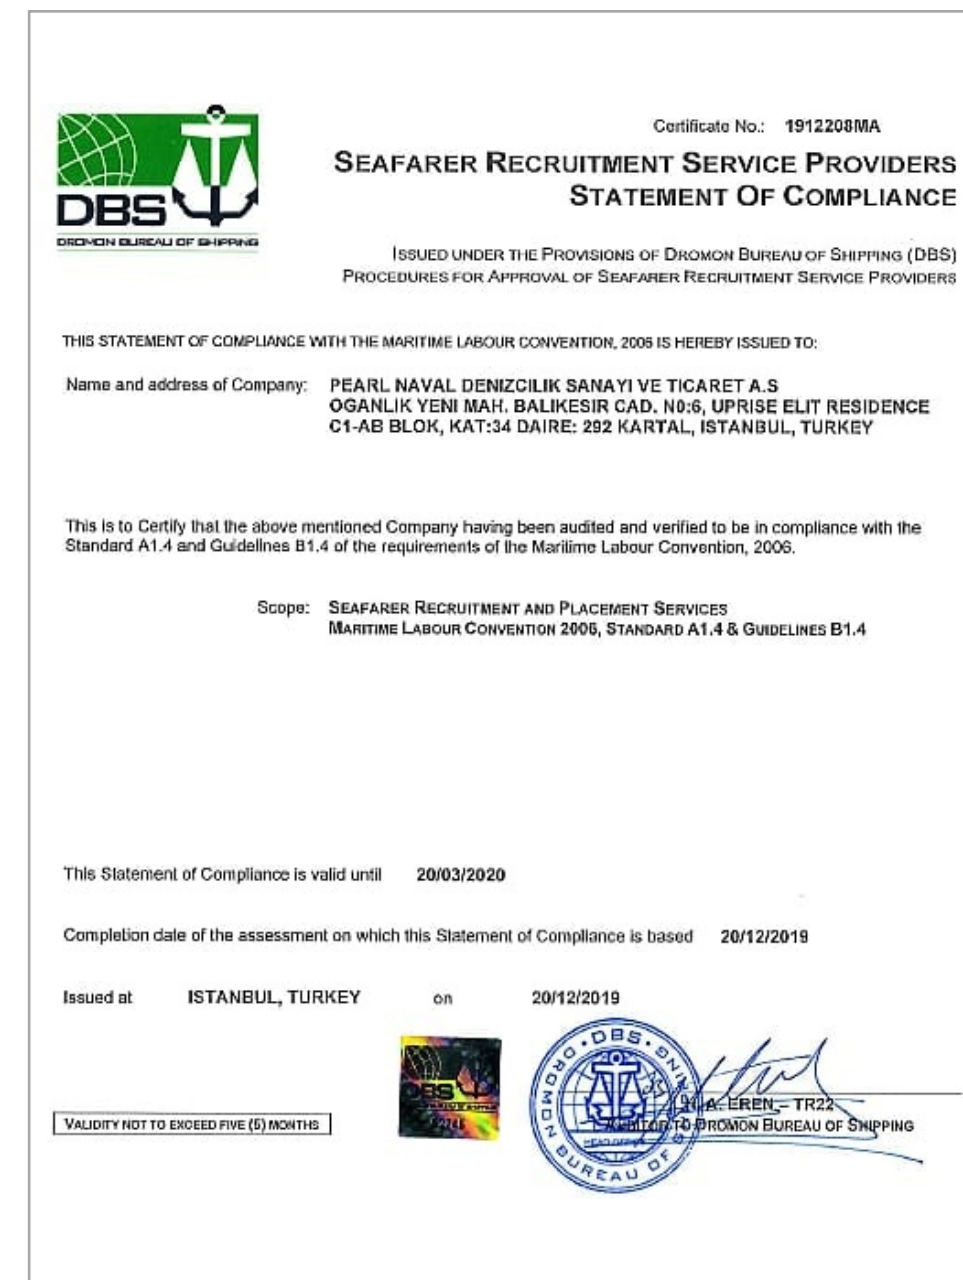 Certificate No.: 1912208MA
SEAFARER RECRUITMENT SERVICE PROVIDERS
STATEMENT OF COMPLIANCE
DBS
DROMON BUREAU OF SHIPPING
ISSUED UNDER THE PROVISIONS OF DROMON BUREAU OF SHIPPING (DBS)
PROCEDURES FOR APPROVAL OF SEAFARER RECRUITMENT SERVICE PROVIDERS
THIS STATEMENT OF COMPLIANCE WITH THE MARITIME LABOUR CONVENTION, 2006 IS HEREBY ISSUED TO:
Name and address of Company: PEARL NAVAL DENIZCILIK SANAYI VE TICARET A.S
OGANLIK YENI MAH. BALIKESIR CAD. N0:6, UPRISE ELIT RESIDENCE
C1-AB BLOK, KAT:34 DAIRE: 292 KARTAL, ISTANBUL, TURKEY
This is to Certify that the above mentioned Company having been audited and verified to be in compliance with the
Standard A1.4 and Guidelines B1.4 of the requirements of the Maritime Labour Convention, 2006.
Scope: SEAFARER RECRUITMENT AND PLACEMENT SERVICES
MARITIME LABOUR CONVENTION 2006, STANDARD A1.4 & GUIDELINES B1.4
This Statement of Compliance is valid until 20/03/2020
Completion date of the assessment on which this Statement of Compliance is based 20/12/2019
Issued at ISTANBUL, TURKEY on 20/12/2019
DBS
DBS
DROMON BUREAU OF SHIPPING
HEAD OFFICE
A. EREN – TR22
AUDITOR TO DROMON BUREAU OF SHIPPING
VALIDITY NOT TO EXCEED FIVE (5) MONTHS